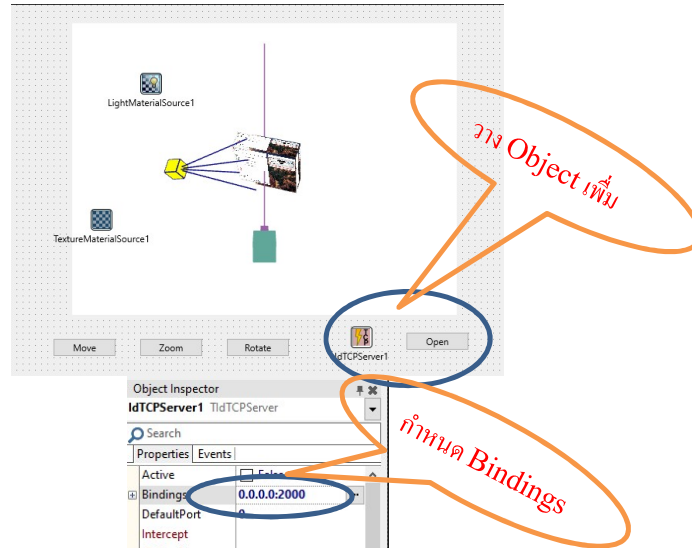 LightMaterialSource1
วาง Object เพิ่ม
TextureMaterialSource1
Move
Zoom
Rotate
IdTCPServer1
Open
Object Inspector
IdTCPServer1 TIdTCPServer
Search
Properties Events
กำหนด Bindings
Active False
Bindings 0.0.0.0:2000
DefaultPort 0
Intercept